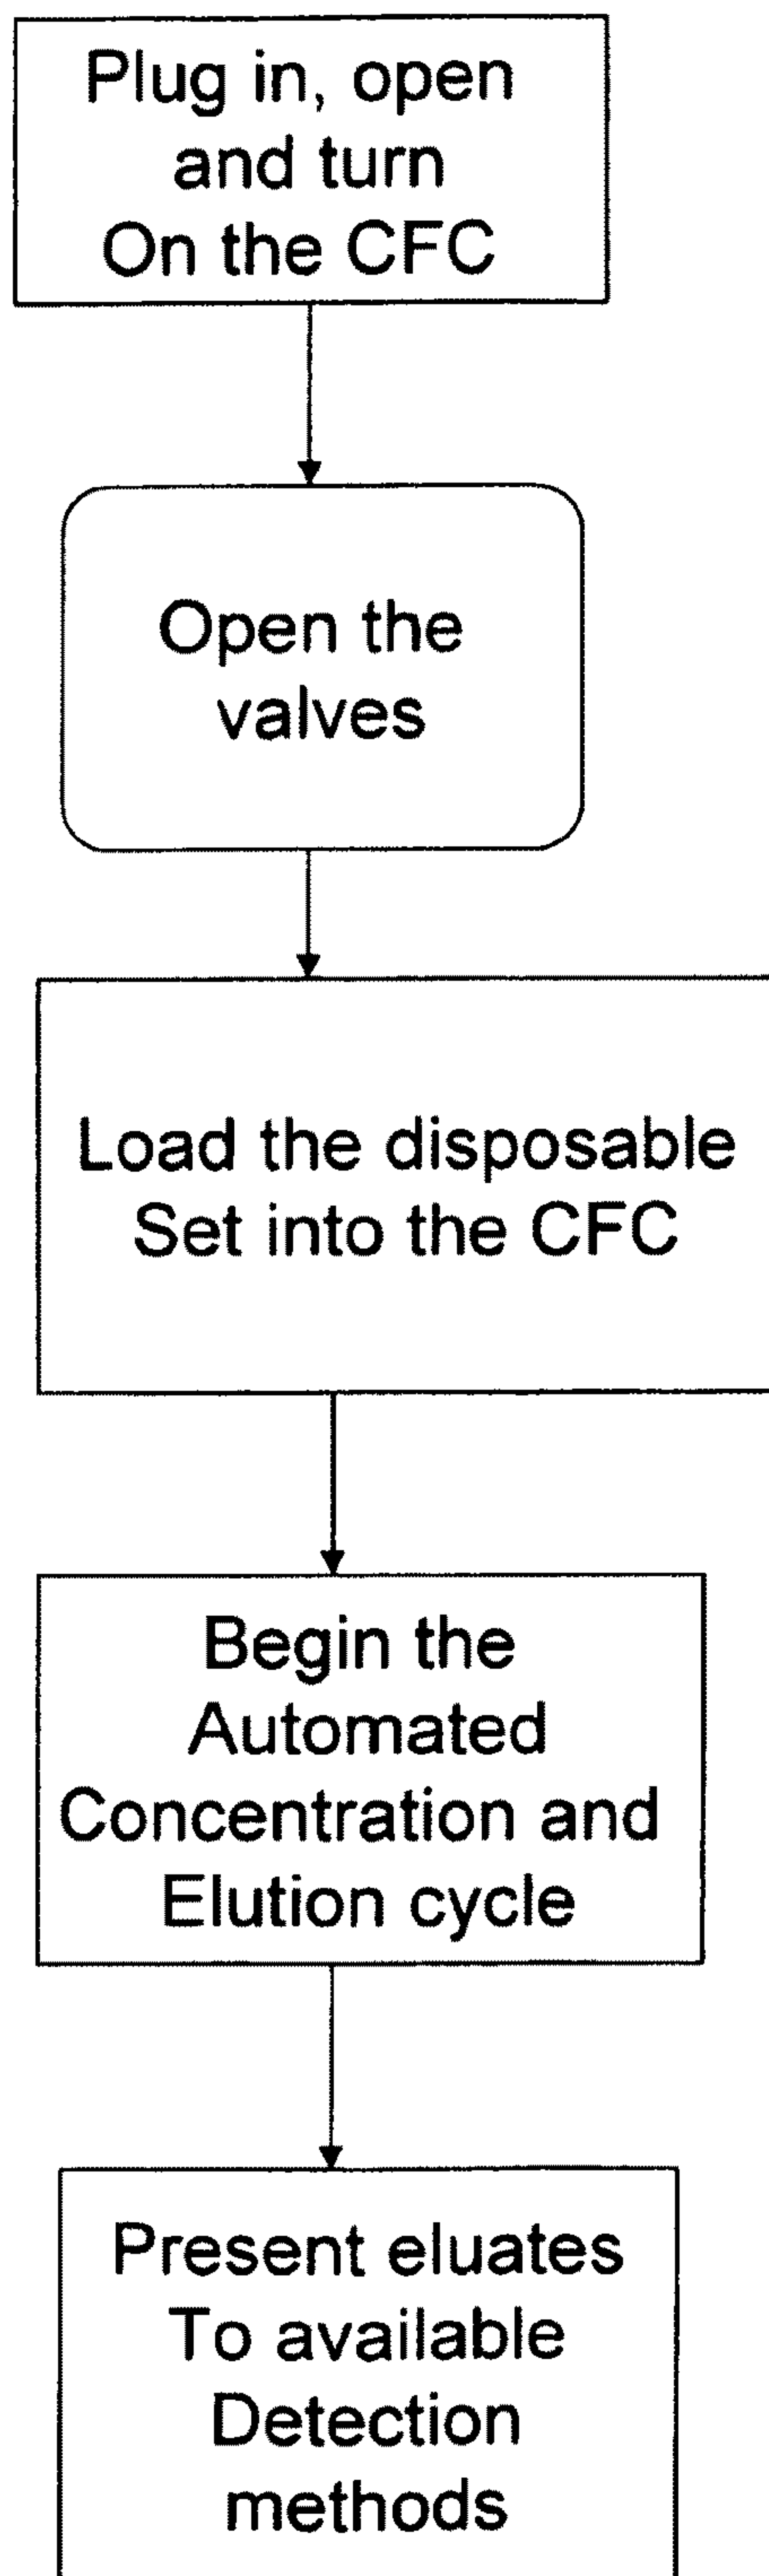 Plug in, open
and turn
On the CFC
Open the
valves
Load the disposable
Set into the CFC
Begin the
Automated
Concentration and
Elution cycle
Present eluates
To available
Detection
methods